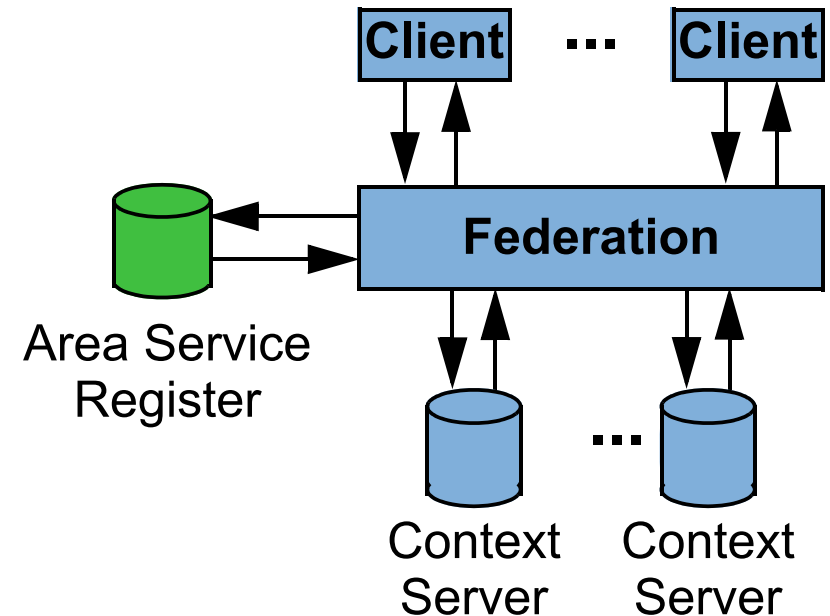 Client ... Client
Federation
Area Service
Register
...
Context Context
Server Server